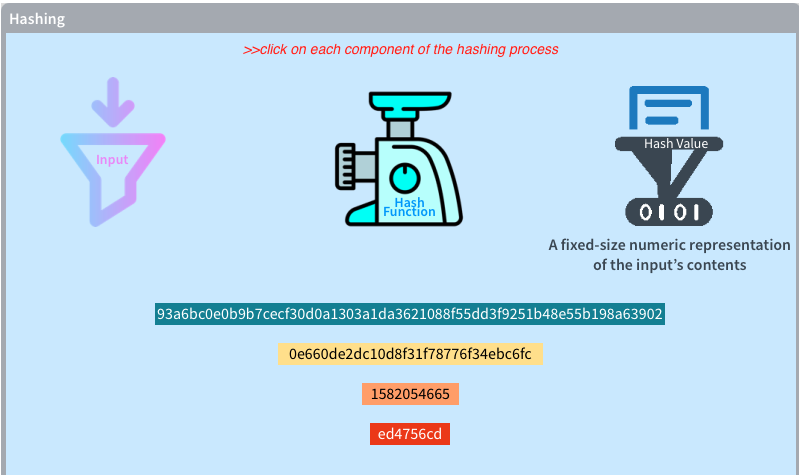 Hashing
>>click on each component of the hashing process
Input
Hash
Function
Hash Value
0101
A fixed-size numeric representation
of the input's contents
93a6bc0e0b9b7cecf30d0a1303a1da3621088f55dd3f9251b48e55b198a63902
0e660de2dc10d8f31f78776f34ebc6fc
1582054665
ed4756cd